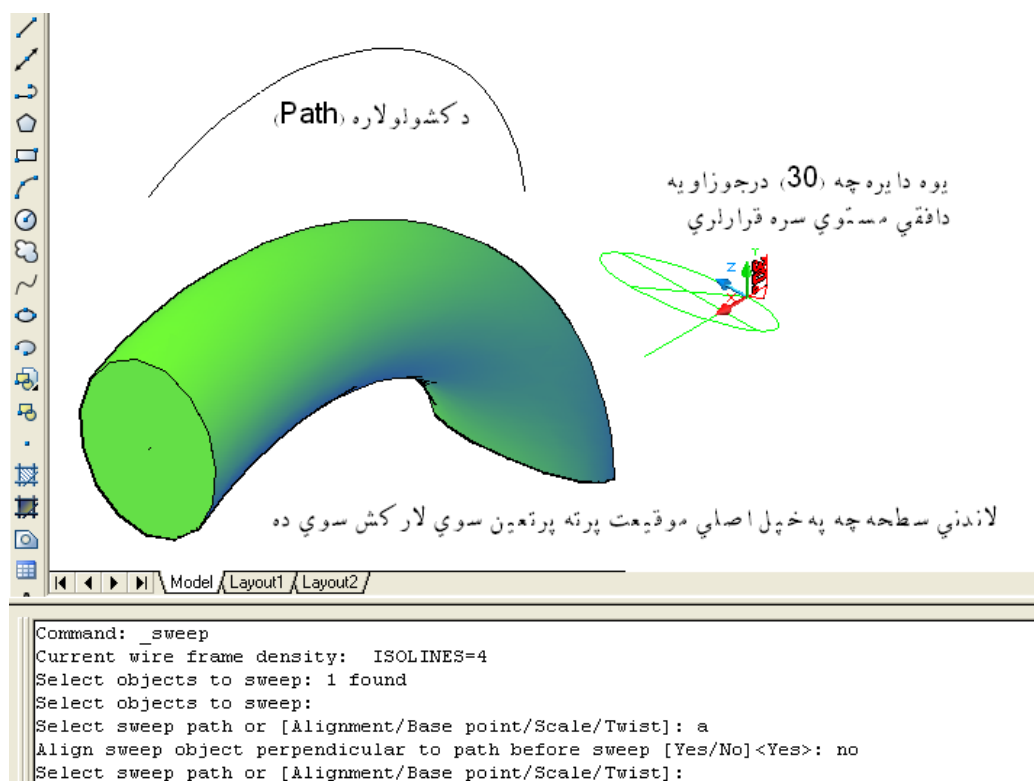 دکشولولاره (Path)
یوه دایره چه (30) درجوزاویه
دافقي مستوي سره قرارلري
Z
Y
X
لاندني سطحه چه په خپل اصلي موقیعت پرته پرتعین سوي لارکش سوي ده
Model Layout1 Layout2
Command: _sweep
Current wire frame density:  ISOLINES=4
Select objects to sweep: 1 found
Select objects to sweep:
Select sweep path or [Alignment/Base point/Scale/Twist]: a
Align sweep object perpendicular to path before sweep [Yes/No]<Yes>: no
Select sweep path or [Alignment/Base point/Scale/Twist]: